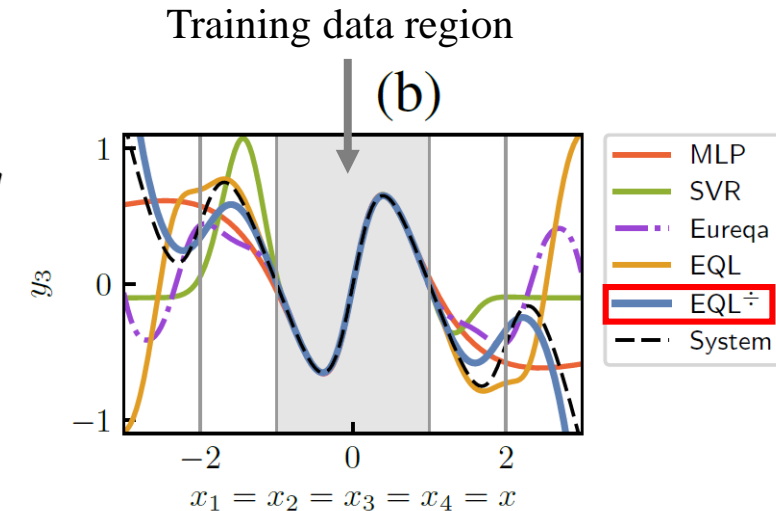 Training data region
(b)
1
0
−1
y₃
−2
0
2
x₁ = x₂ = x₃ = x₄ = x
MLP
SVR
Eureqa
EQL
EQL÷
System